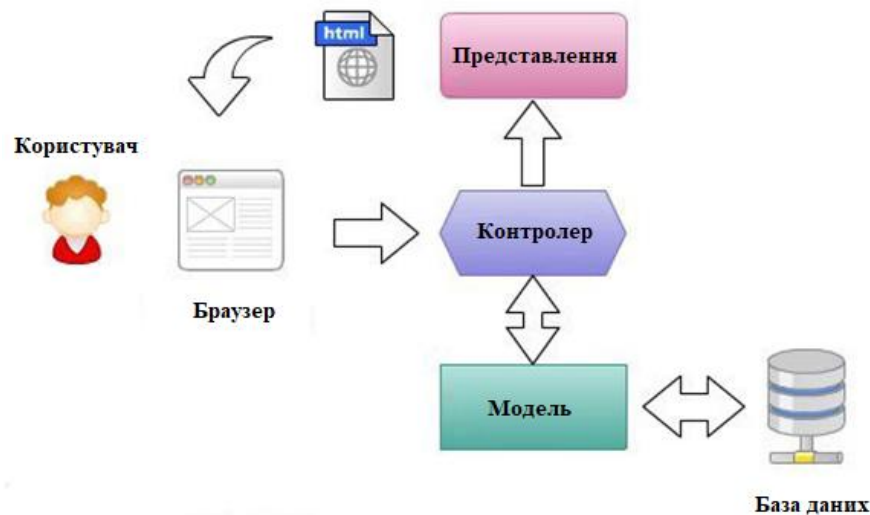 html
Представлення
Користувач
Контролер
Браузер
Модель
База даних